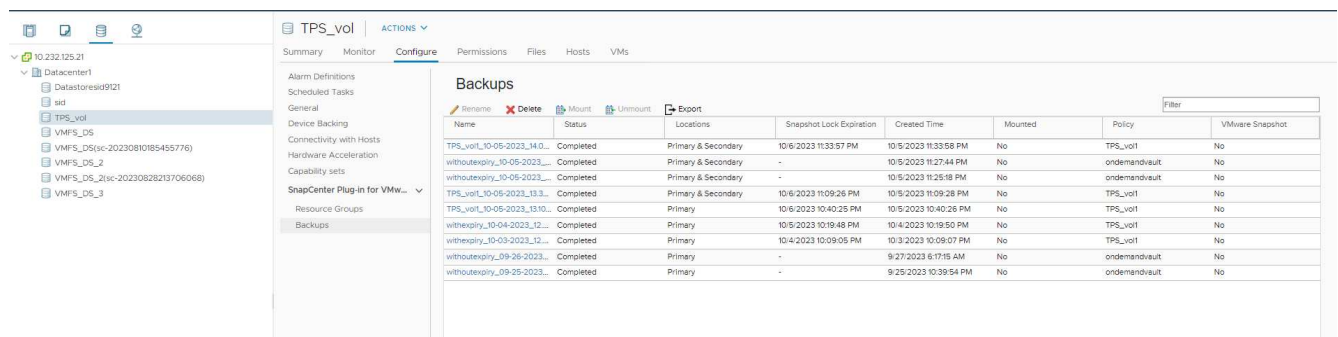 TPS_vol ACTIONS
Summary Monitor Configure Permissions Files Hosts VMs
10.232.125.21
Datacenter1
Datastoresid9121
sid
TPS_vol
VMFS_DS
VMFS_DS(sc-20230810185455776)
VMFS_DS_2
VMFS_DS_2(sc-20230828213706068)
VMFS_DS_3
Alarm Definitions
Scheduled Tasks
General
Device Backing
Connectivity with Hosts
Hardware Acceleration
Capability sets
SnapCenter Plug-in for VMw...
Resource Groups
Backups
Backups
Rename Delete Mount Unmount Export Filter
Name Status Locations Snapshot Lock Expiration Created Time Mounted Policy VMware Snapshot
TPS_vol1_10-05-2023_14.0... Completed Primary & Secondary 10/6/2023 11:33:57 PM 10/5/2023 11:33:58 PM No TPS_vol1 No
withoutexpiry_10-05-2023_... Completed Primary & Secondary - 10/5/2023 11:27:44 PM No ondemandvault No
withoutexpiry_10-05-2023_... Completed Primary & Secondary - 10/5/2023 11:25:18 PM No ondemandvault No
TPS_vol1_10-05-2023_13.3... Completed Primary & Secondary 10/6/2023 11:09:26 PM 10/5/2023 11:09:28 PM No TPS_vol1 No
TPS_vol1_10-05-2023_13.10... Completed Primary 10/6/2023 10:40:25 PM 10/5/2023 10:40:26 PM No TPS_vol1 No
withexpiry_10-04-2023_12.... Completed Primary 10/5/2023 10:19:48 PM 10/4/2023 10:19:50 PM No TPS_vol1 No
withexpiry_10-03-2023_12.... Completed Primary 10/4/2023 10:09:05 PM 10/3/2023 10:09:07 PM No TPS_vol1 No
withoutexpiry_09-26-2023... Completed Primary - 9/27/2023 6:17:15 AM No ondemandvault No
withoutexpiry_09-25-2023... Completed Primary - 9/25/2023 10:39:54 PM No ondemandvault No